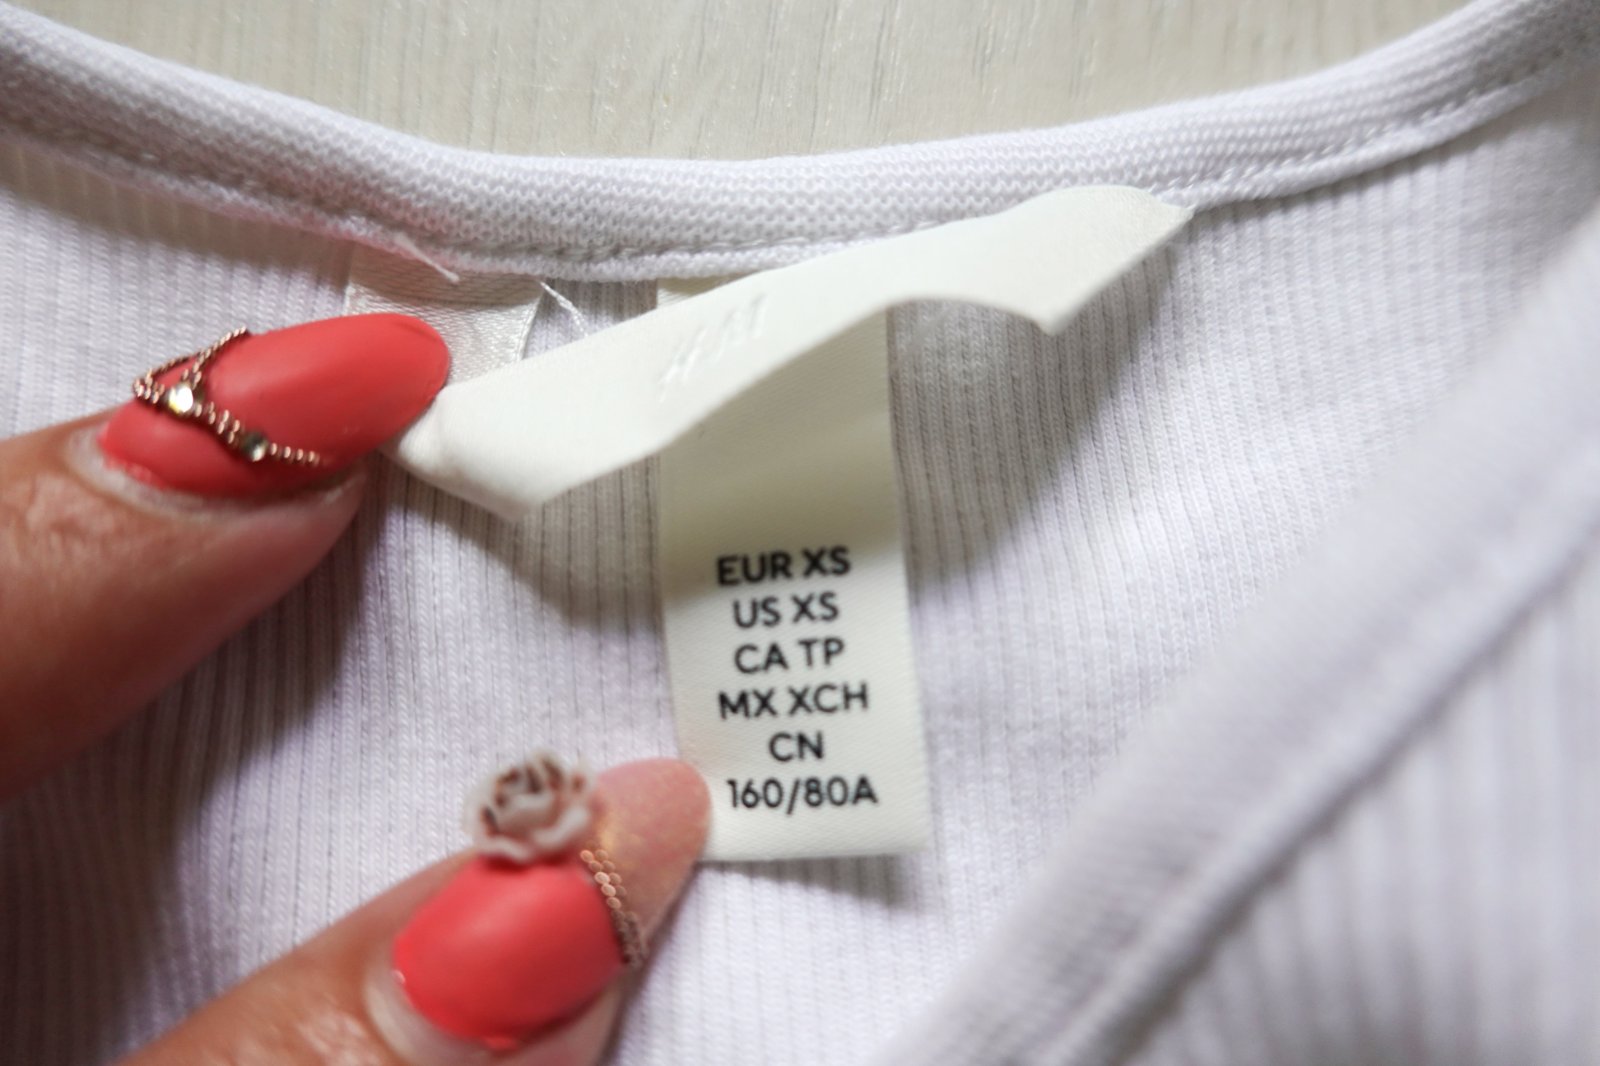 EUR XS
US XS
CA TP
MX XCH
CN
160/80A